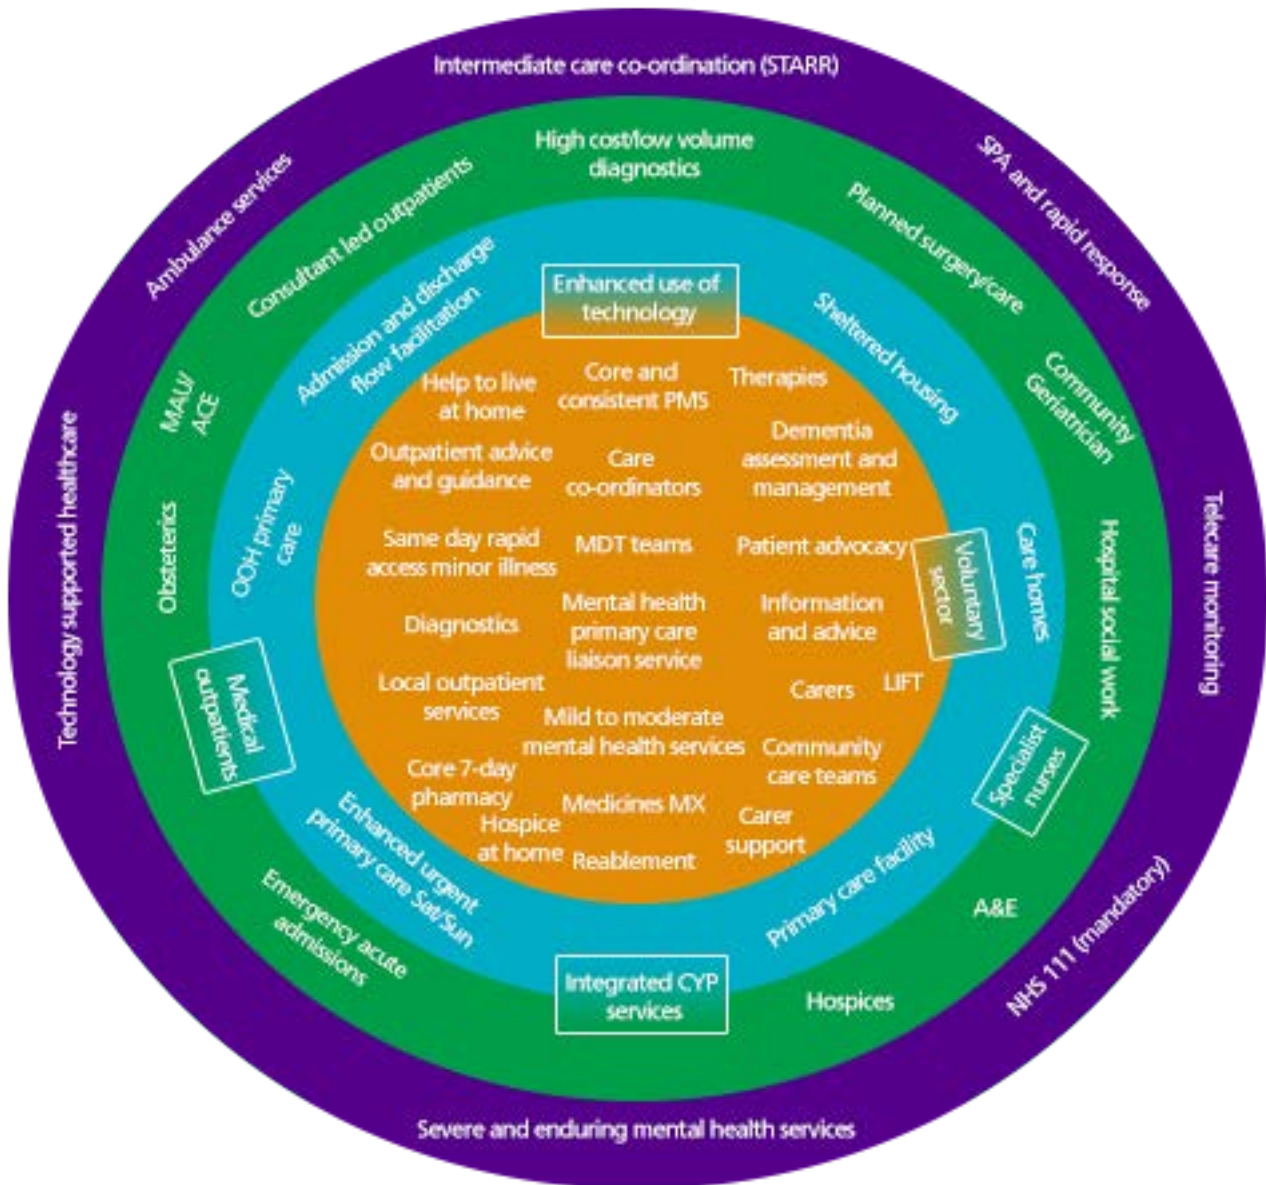 Intermediate care co-ordination (STARR)
SPA and rapid response
Telecare monitoring
NHS 111 (mandatory)
Severe and enduring mental health services
Technology supported healthcare
Ambulance services
High cost/low volume
diagnostics
Planned surgery/care
Community
Geriatrician
Hospital social work
A&E
Hospices
Emergency acute
admissions
Obsteterics
MAU/
ACE
Consultant led outpatients
Admission and discharge
flow facilitation
Sheltered housing
Care homes
Primary care facility
Enhanced urgent
primary care Sat/Sun
OOH primary
care
Enhanced use of
technology
Voluntary
sector
Specialist
nurses
Integrated CYP
services
Medical
outpatients
Help to live
at home
Core and
consistent PMS
Therapies
Outpatient advice
and guidance
Care
co-ordinators
Dementia
assessment and
management
Same day rapid
access minor illness
MDT teams
Patient advocacy
Diagnostics
Mental health
primary care
liaison service
Information
and advice
Local outpatient
services
Carers
LIFT
Mild to moderate
mental health services
Community
care teams
Core 7-day
pharmacy
Medicines MX
Carer
support
Hospice
at home
Reablement